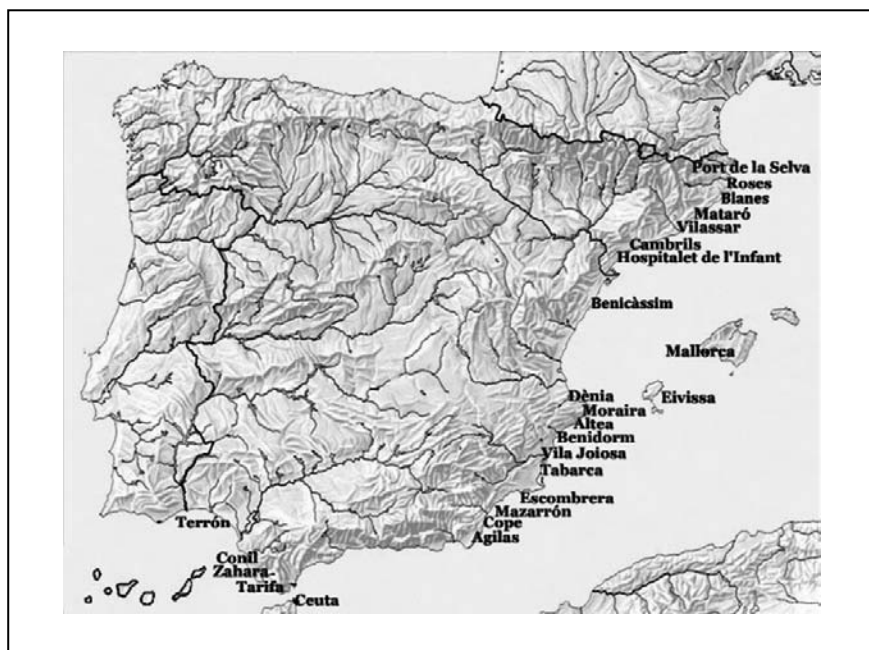 Port de la Selva
Roses
Blanes
Mataró
Vilassar
Cambrils
Hospitalet de l'Infant
Benicàssim
Mallorca
Eivissa
Dènia
Moraira
Altea
Benidorm
Vila Joiosa
Tabarca
Escombrera
Mazarrón
Cope
Agilas
Terrón
Conil
Zahara
Tarifa
Ceuta